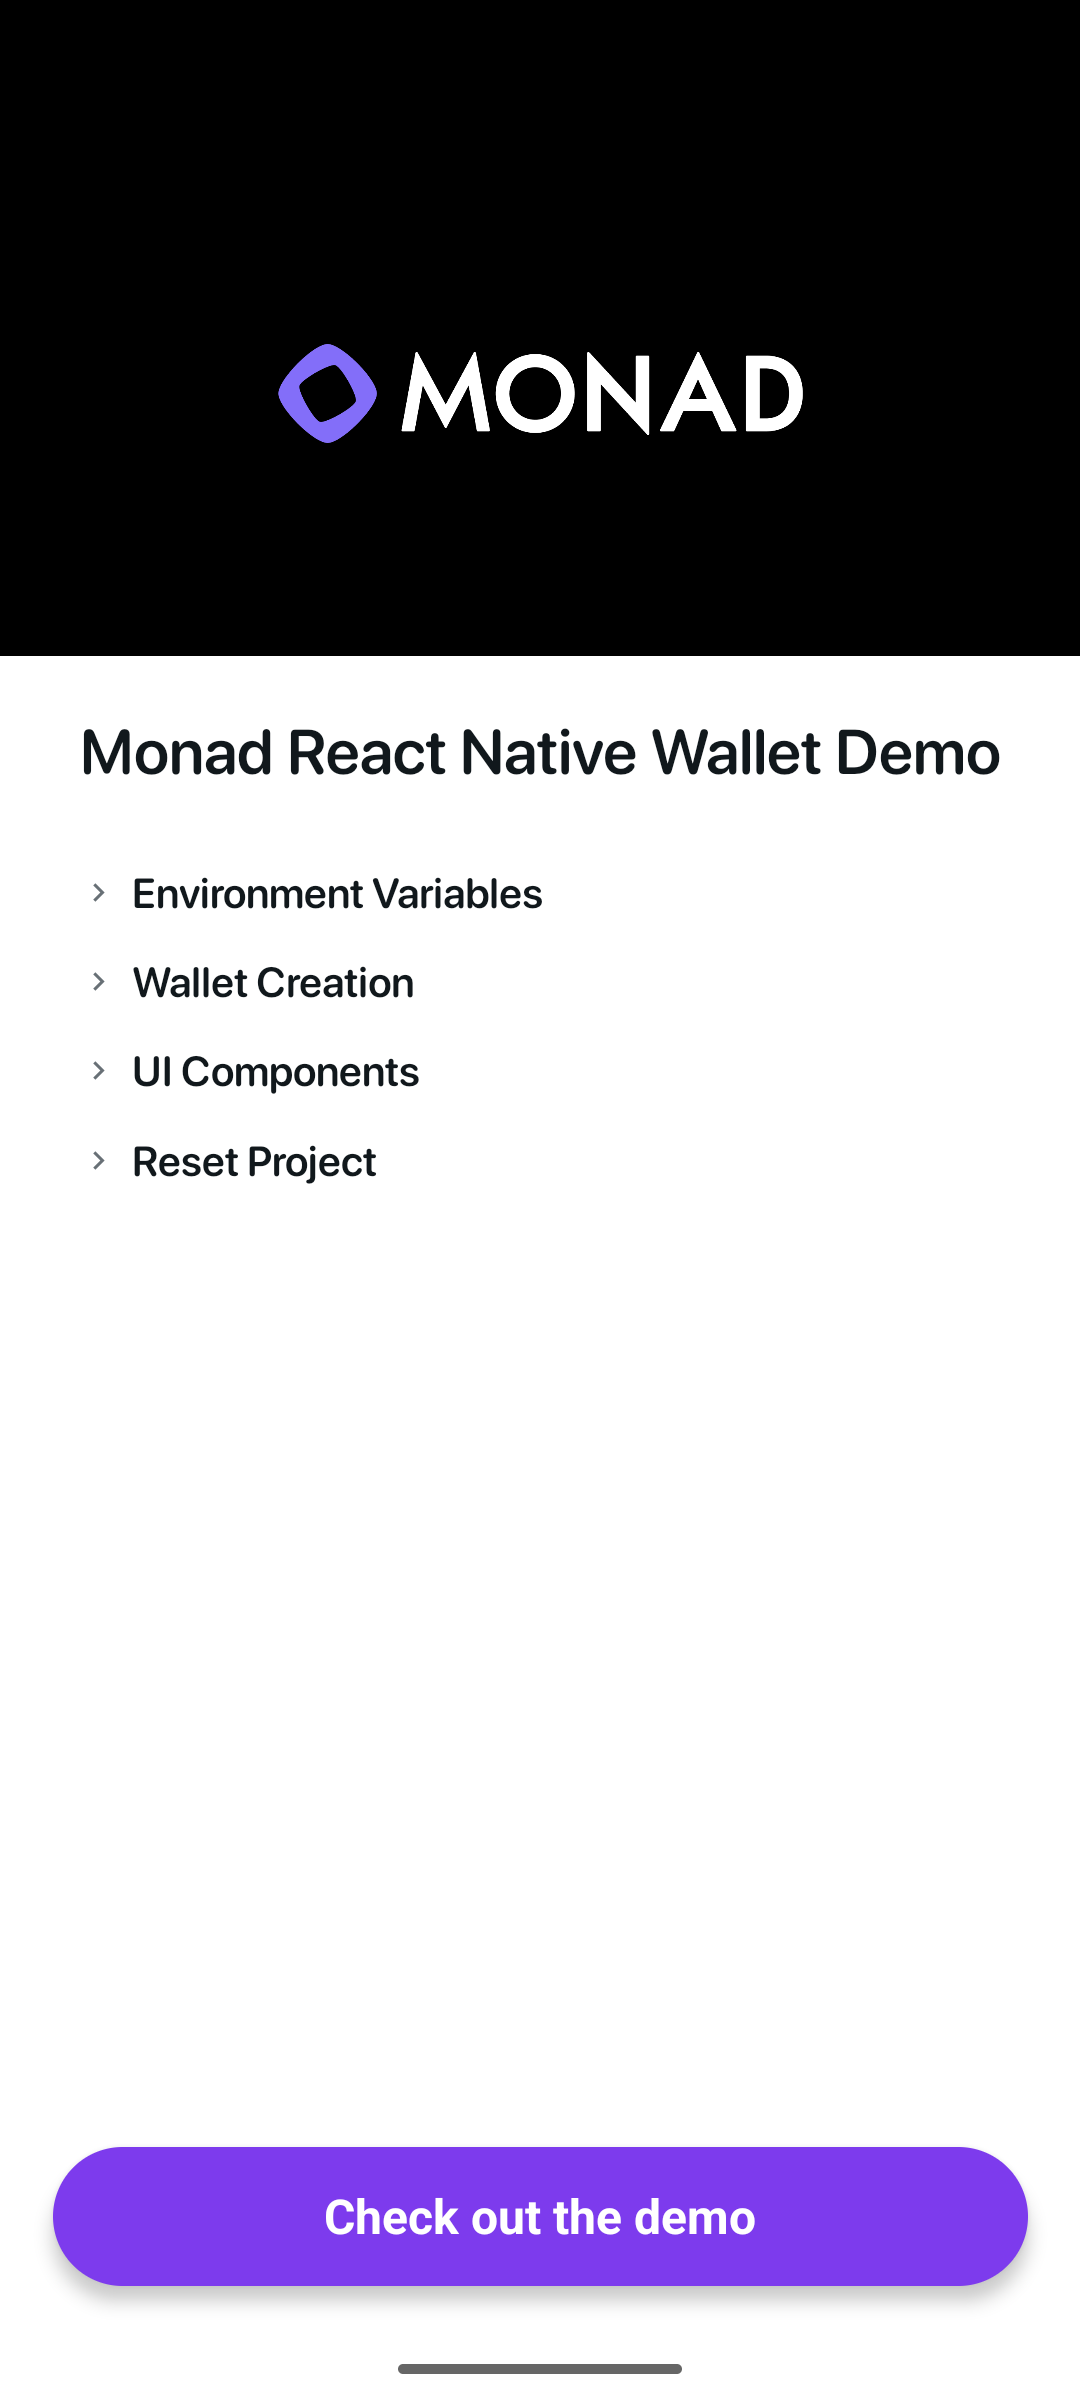 MONAD
Monad React Native Wallet Demo
Environment Variables
Wallet Creation
UI Components
Reset Project
Check out the demo